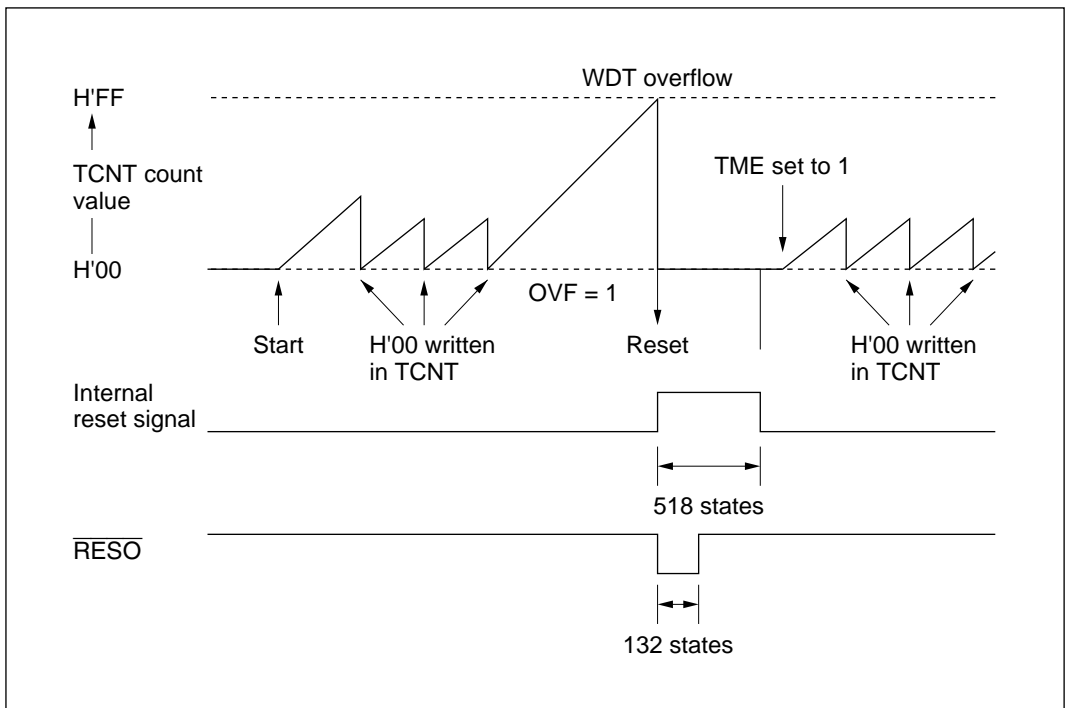 WDT overflow
H'FF
TCNT count
value
TME set to 1
H'00
OVF = 1
Start
H'00 written
in TCNT
Reset
H'00 written
in TCNT
Internal
reset signal
518 states
RESO
132 states